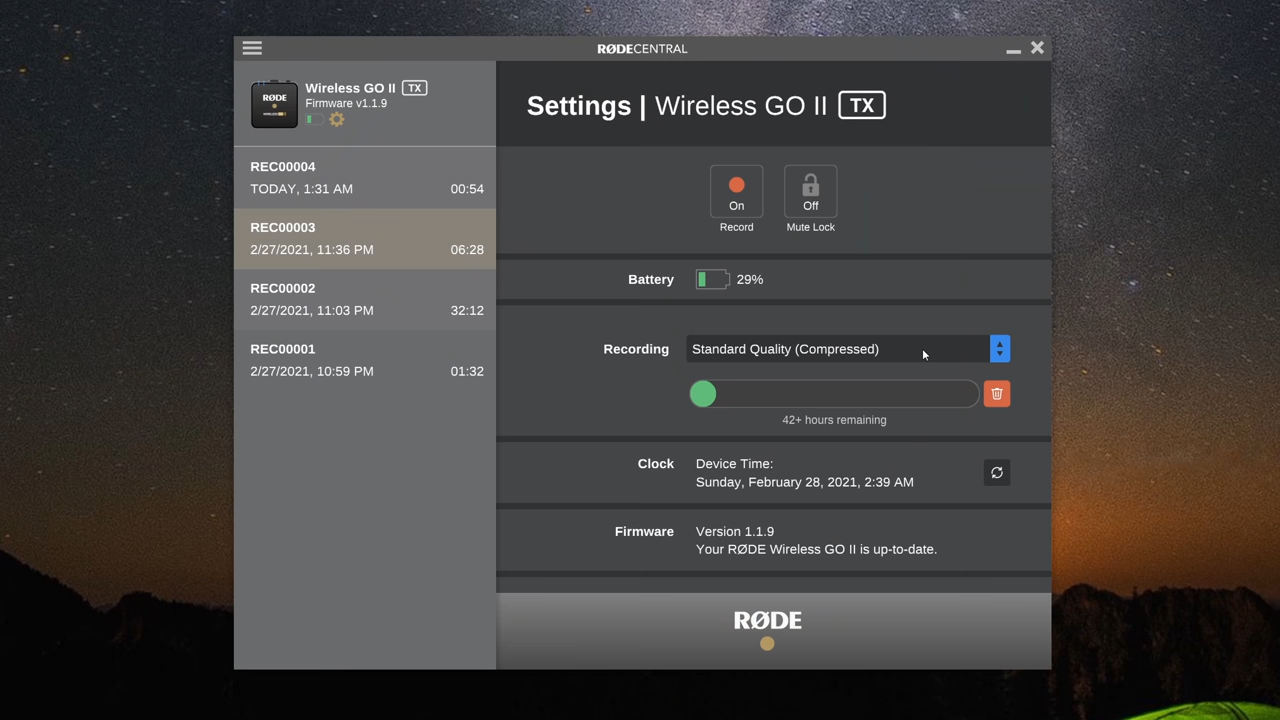 RØDECENTRAL
Wireless GO II TX
Firmware v1.1.9
RØDE
REC00004
TODAY, 1:31 AM 00:54
REC00003
2/27/2021, 11:36 PM 06:28
REC00002
2/27/2021, 11:03 PM 32:12
REC00001
2/27/2021, 10:59 PM 01:32
Settings | Wireless GO II TX
On Off
Record Mute Lock
Battery 29%
Recording Standard Quality (Compressed)
42+ hours remaining
Clock Device Time:
Sunday, February 28, 2021, 2:39 AM
Firmware Version 1.1.9
Your RØDE Wireless GO II is up-to-date.
RØDE